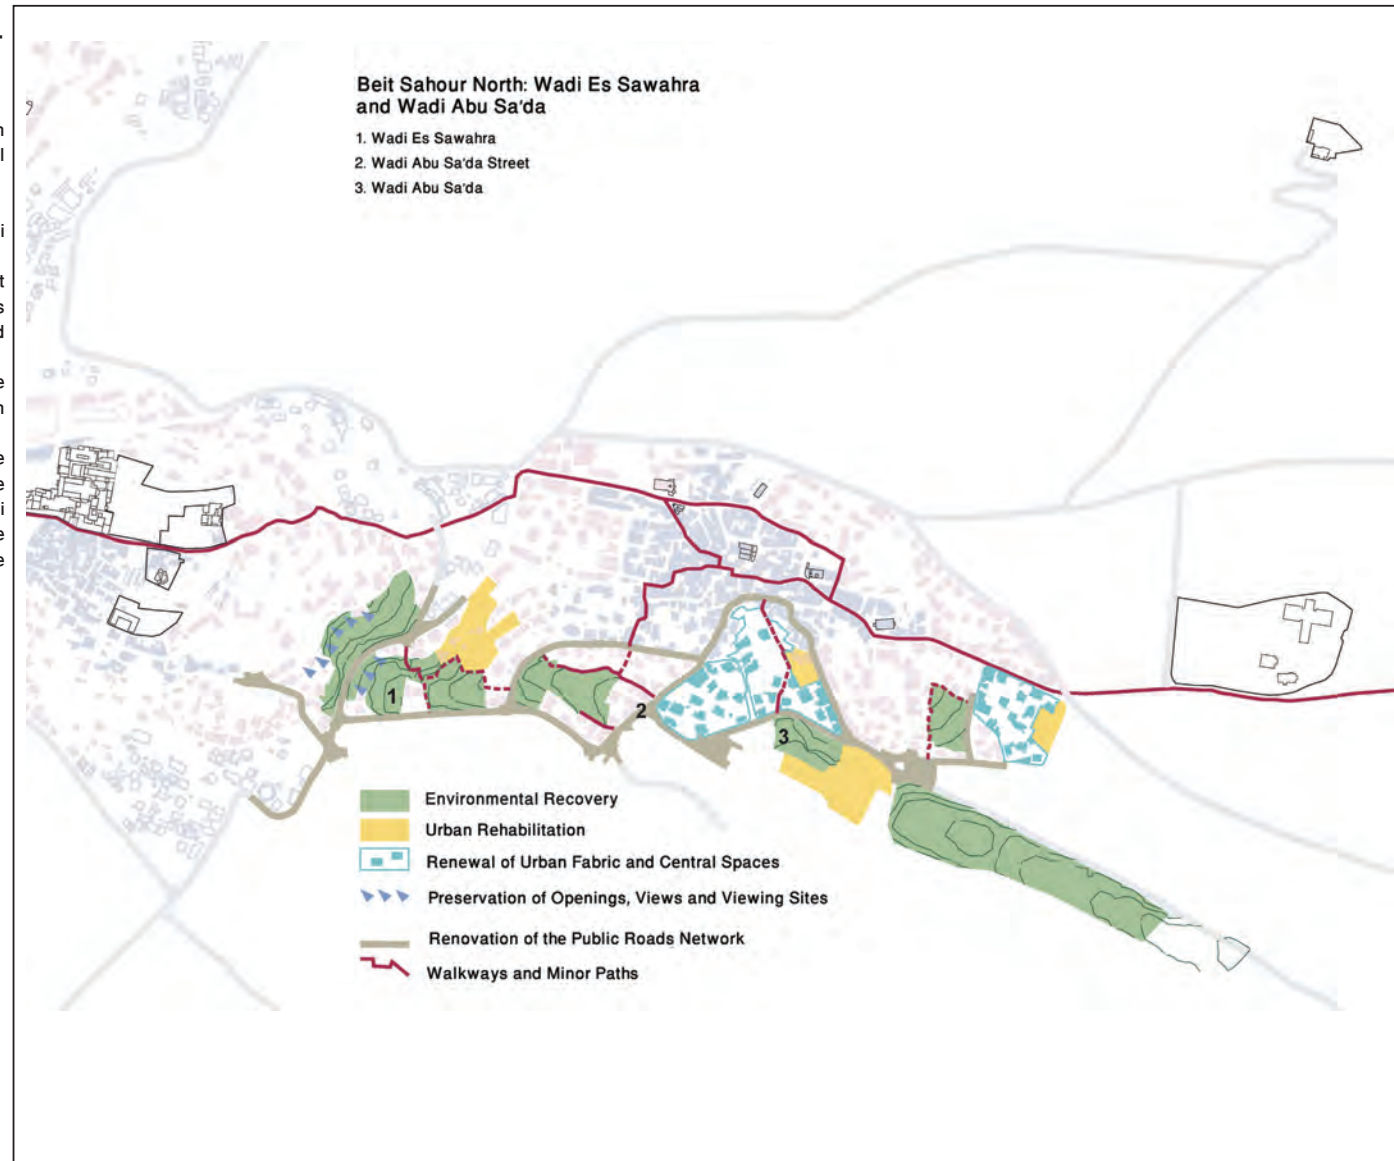 Beit Sahour North: Wadi Es Sawahra
and Wadi Abu Sa'da
1. Wadi Es Sawahra
2. Wadi Abu Sa'da Street
3. Wadi Abu Sa'da
1
2
3
Environmental Recovery
Urban Rehabilitation
Renewal of Urban Fabric and Central Spaces
Preservation of Openings, Views and Viewing Sites
Renovation of the Public Roads Network
Walkways and Minor Paths